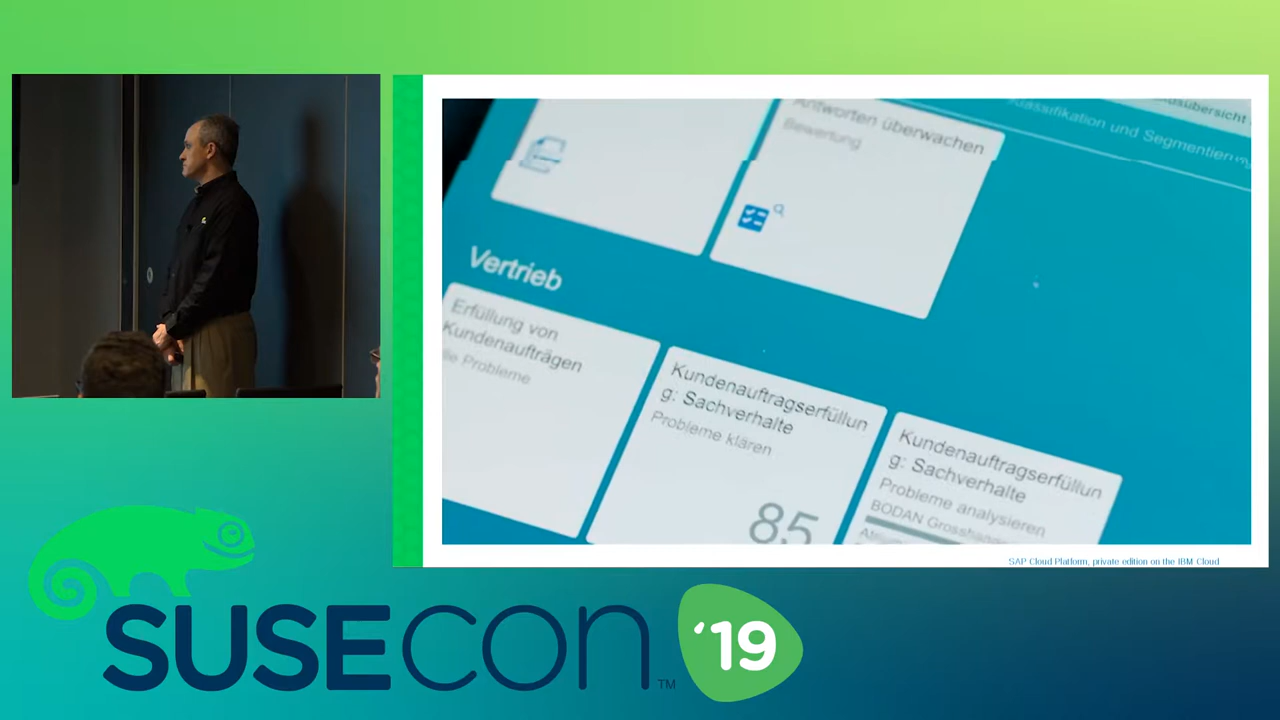 Antworten überwachen
Bewertung
Klassifikation und Segmentierung
Vertrieb
Erfüllung von
Kundenaufträgen
Probleme
Kundenauftragserfüllun
g: Sachverhalte
Probleme klären
85
Kundenauftragserfüllun
g: Sachverhalte
Probleme analysieren
BODAN
SAP Cloud Platform, private edition on the IBM Cloud
SUSECON TM '19